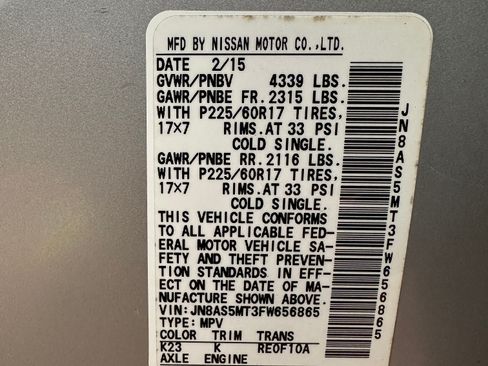 MFD BY NISSAN MOTOR CO.,LTD.
DATE 2/15
GVWR/PNBV 4339 LBS.
GAWR/PNBE FR.2315 LBS.
WITH P225/60R17 TIRES,
17x7 RIMS.AT 33 PSI
COLD SINGLE.
GAWR/PNBE RR.2116 LBS.
WITH P225/60R17 TIRES,
17x7 RIMS.AT 33 PSI
COLD SINGLE.
THIS VEHICLE CONFORMS
TO ALL APPLICABLE FED-
ERAL MOTOR VEHICLE SA-
FETY AND THEFT PREVEN-
TION STANDARDS IN EFF-
ECT ON THE DATE OF MA-
NUFACTURE SHOWN ABOVE.
VIN:JN8AS5MT3FW656865
TYPE:MPV
COLOR TRIM TRANS
K23 K RE0F10A
AXLE ENGINE
JN8AS5MT3FW656865